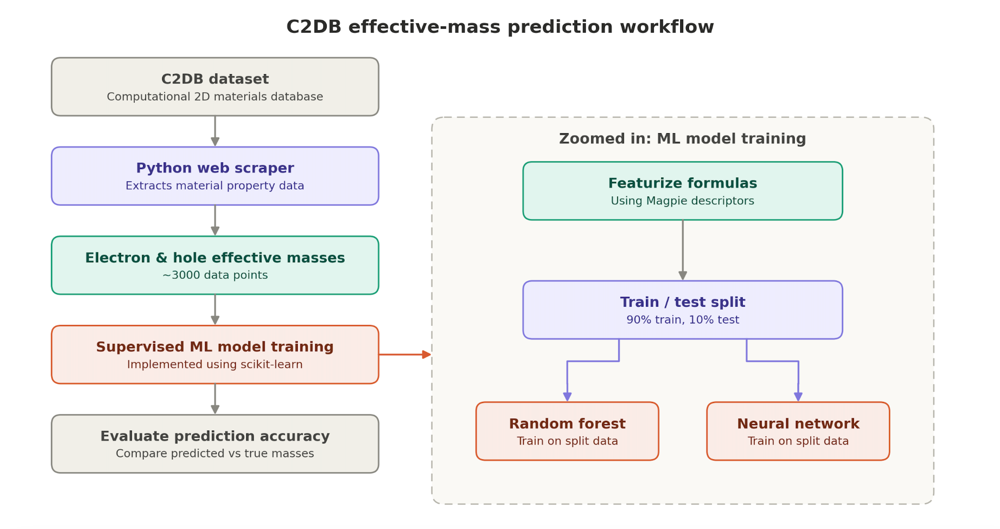 C2DB effective-mass prediction workflow
C2DB dataset
Computational 2D materials database
Python web scraper
Extracts material property data
Electron & hole effective masses
~3000 data points
Supervised ML model training
Implemented using scikit-learn
Evaluate prediction accuracy
Compare predicted vs true masses
Zoomed in: ML model training
Featurize formulas
Using Magpie descriptors
Train / test split
90% train, 10% test
Random forest
Train on split data
Neural network
Train on split data